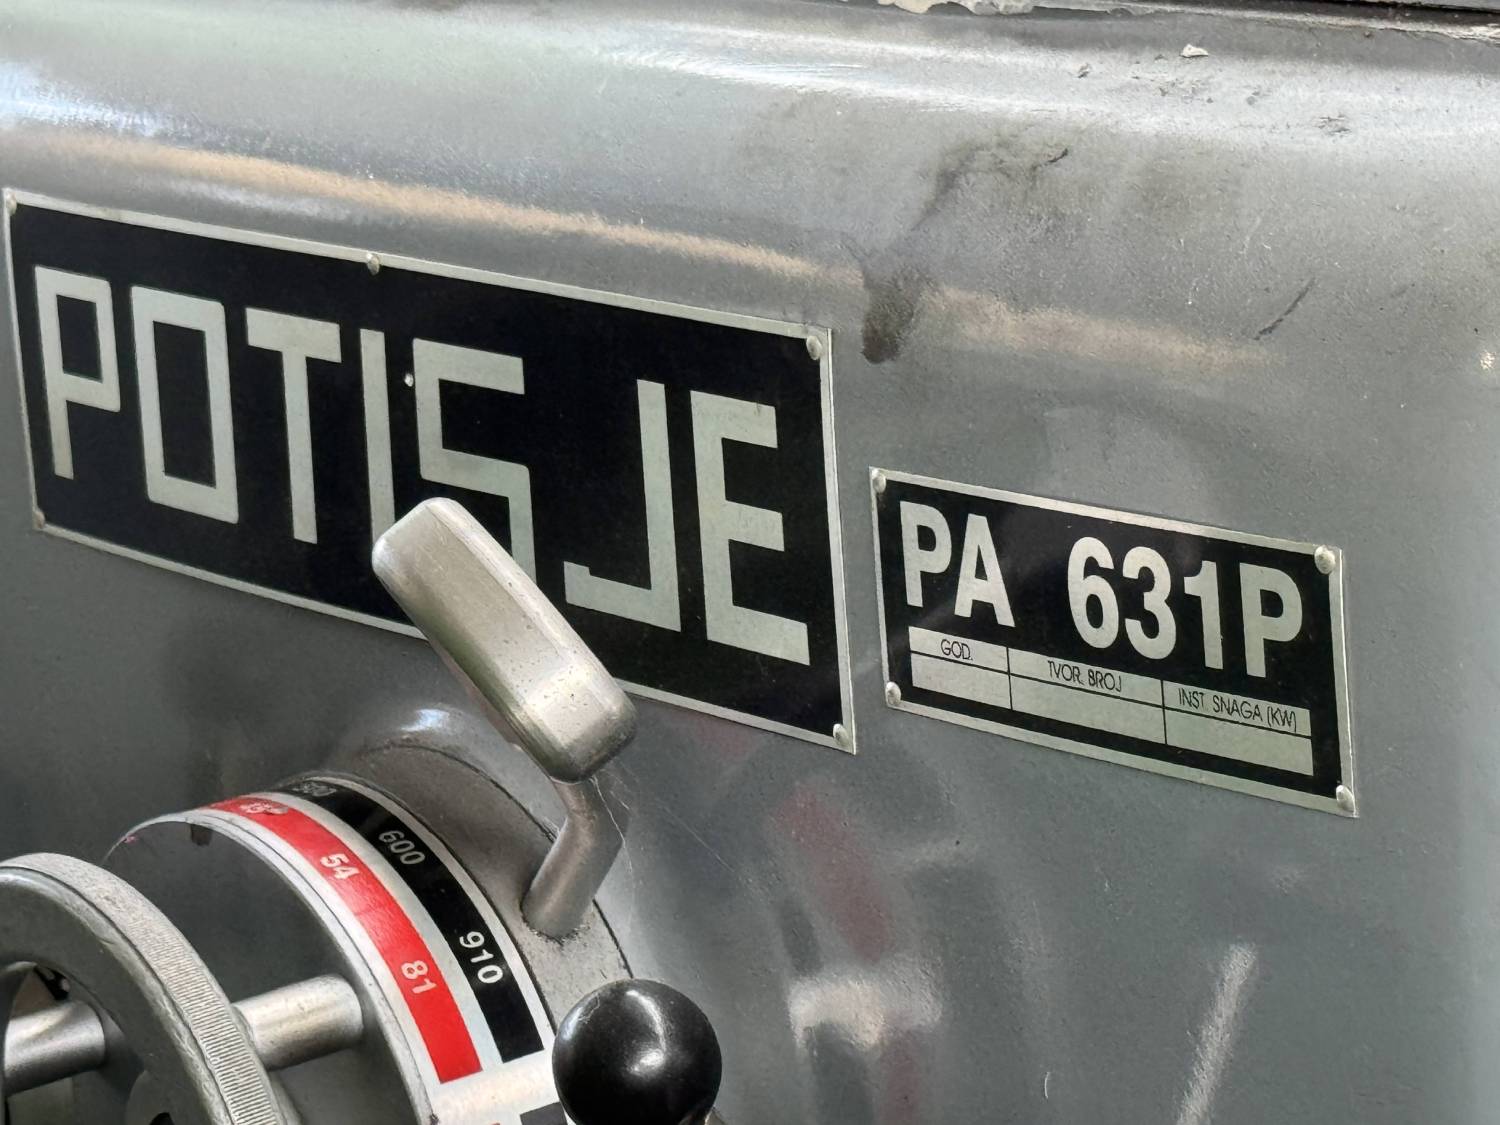 POTISJE
PA 631P
GOD.
TVOR. BROJ
INST. SNAGA (KW)
600
910
54
81